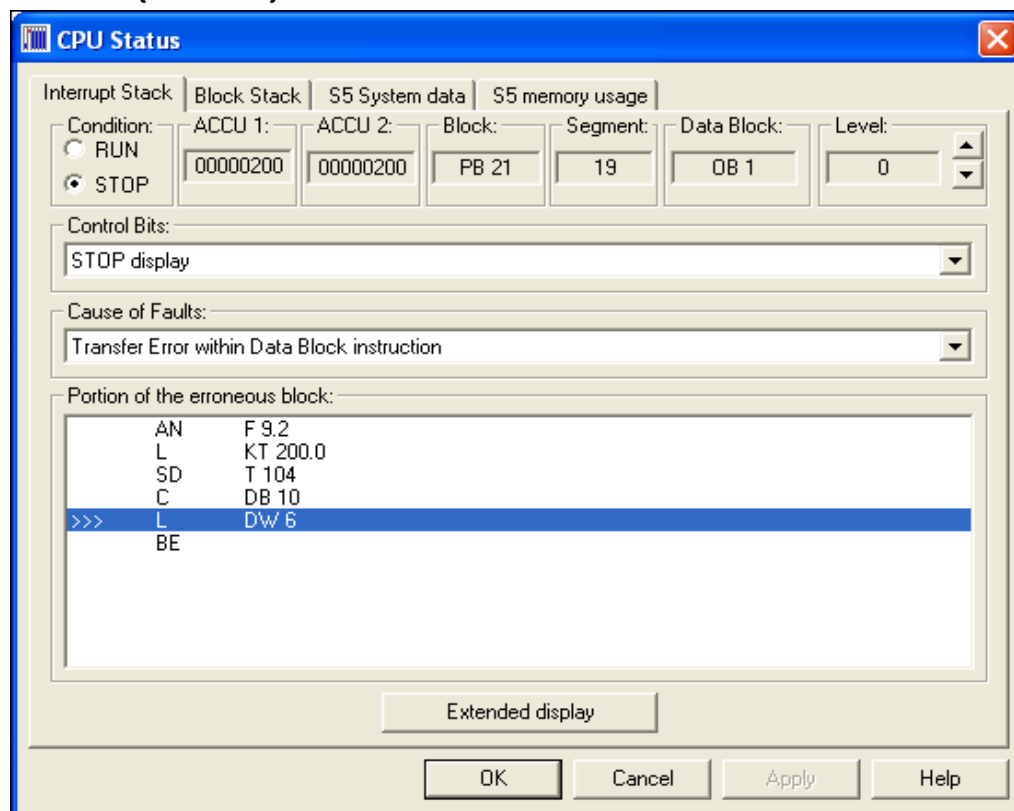 CPU Status
Interrupt Stack Block Stack S5 System data S5 memory usage
Condition: ACCU 1: ACCU 2: Block: Segment: Data Block: Level:
RUN
STOP
00000200 00000200 PB 21 19 OB 1 0
Control Bits:
STOP display
Cause of Faults:
Transfer Error within Data Block instruction
Portion of the erroneous block:
AN F 9.2
L KT 200.0
SD T 104
C DB 10
>>> L DW 6
BE
Extended display
OK Cancel Apply Help